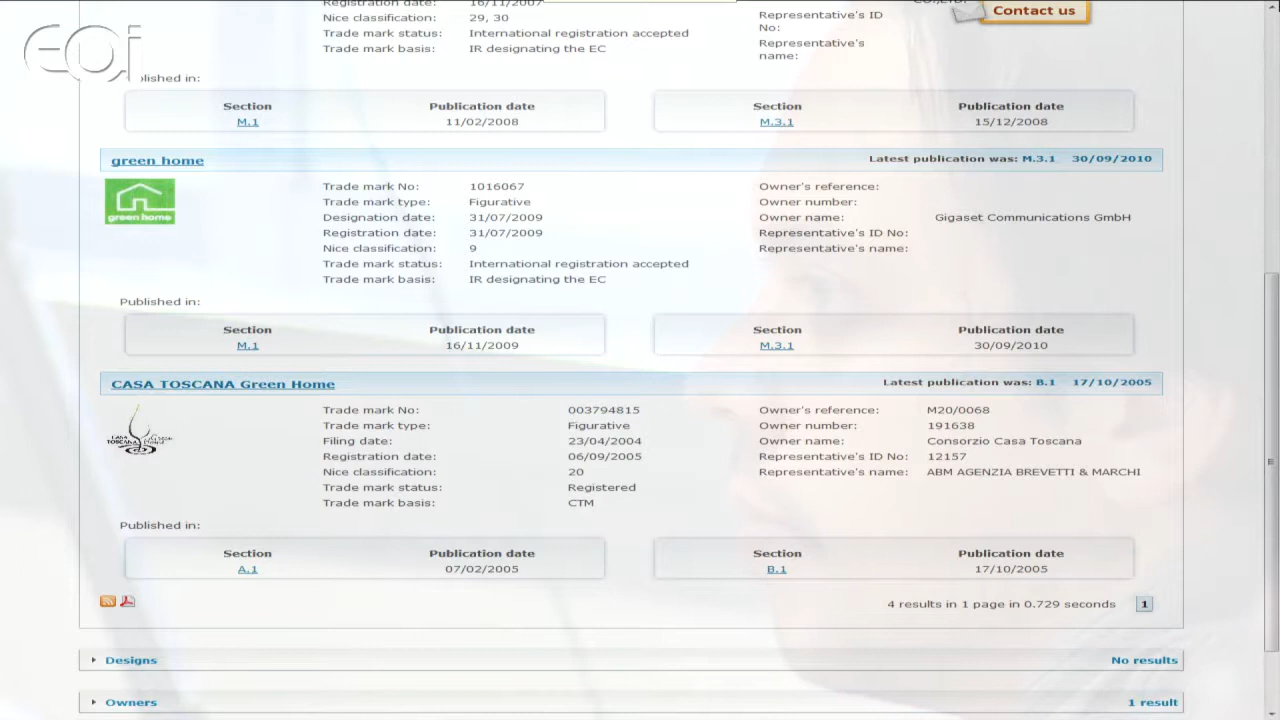 Registration date: 16/11/2007
Nice classification: 29, 30
Trade mark status: International registration accepted
Trade mark basis: IR designating the EC
Representative's ID No:
Representative's name:
Contact us
EOi
Published in:
Section Publication date
M.1 11/02/2008
Section Publication date
M.3.1 15/12/2008
green home Latest publication was: M.3.1 30/09/2010
green home
Trade mark No: 1016067
Trade mark type: Figurative
Designation date: 31/07/2009
Registration date: 31/07/2009
Nice classification: 9
Trade mark status: International registration accepted
Trade mark basis: IR designating the EC
Owner's reference:
Owner number:
Owner name: Gigaset Communications GmbH
Representative's ID No:
Representative's name:
Published in:
Section Publication date
M.1 16/11/2009
Section Publication date
M.3.1 30/09/2010
CASA TOSCANA Green Home Latest publication was: B.1 17/10/2005
CASA
TOSCANA
Trade mark No: 003794815
Trade mark type: Figurative
Filing date: 23/04/2004
Registration date: 06/09/2005
Nice classification: 20
Trade mark status: Registered
Trade mark basis: CTM
Owner's reference: M20/0068
Owner number: 191638
Owner name: Consorzio Casa Toscana
Representative's ID No: 12157
Representative's name: ABM AGENZIA BREVETTI & MARCHI
Published in:
Section Publication date
A.1 07/02/2005
Section Publication date
B.1 17/10/2005
4 results in 1 page in 0.729 seconds 1
Designs No results
Owners 1 result